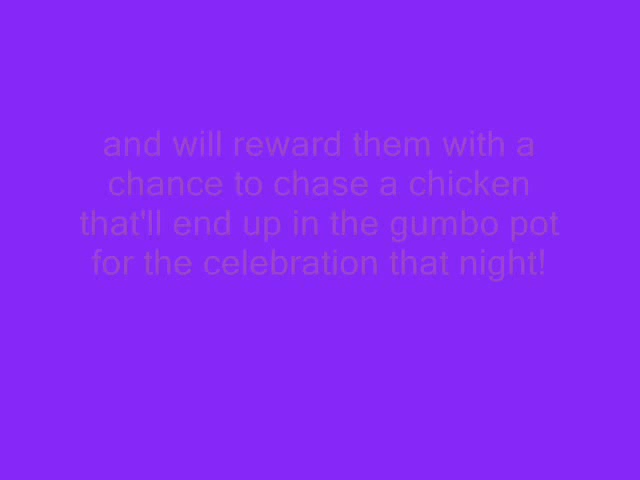 and will reward them with a
chance to chase a chicken
that'll end up in the gumbo pot
for the celebration that night!